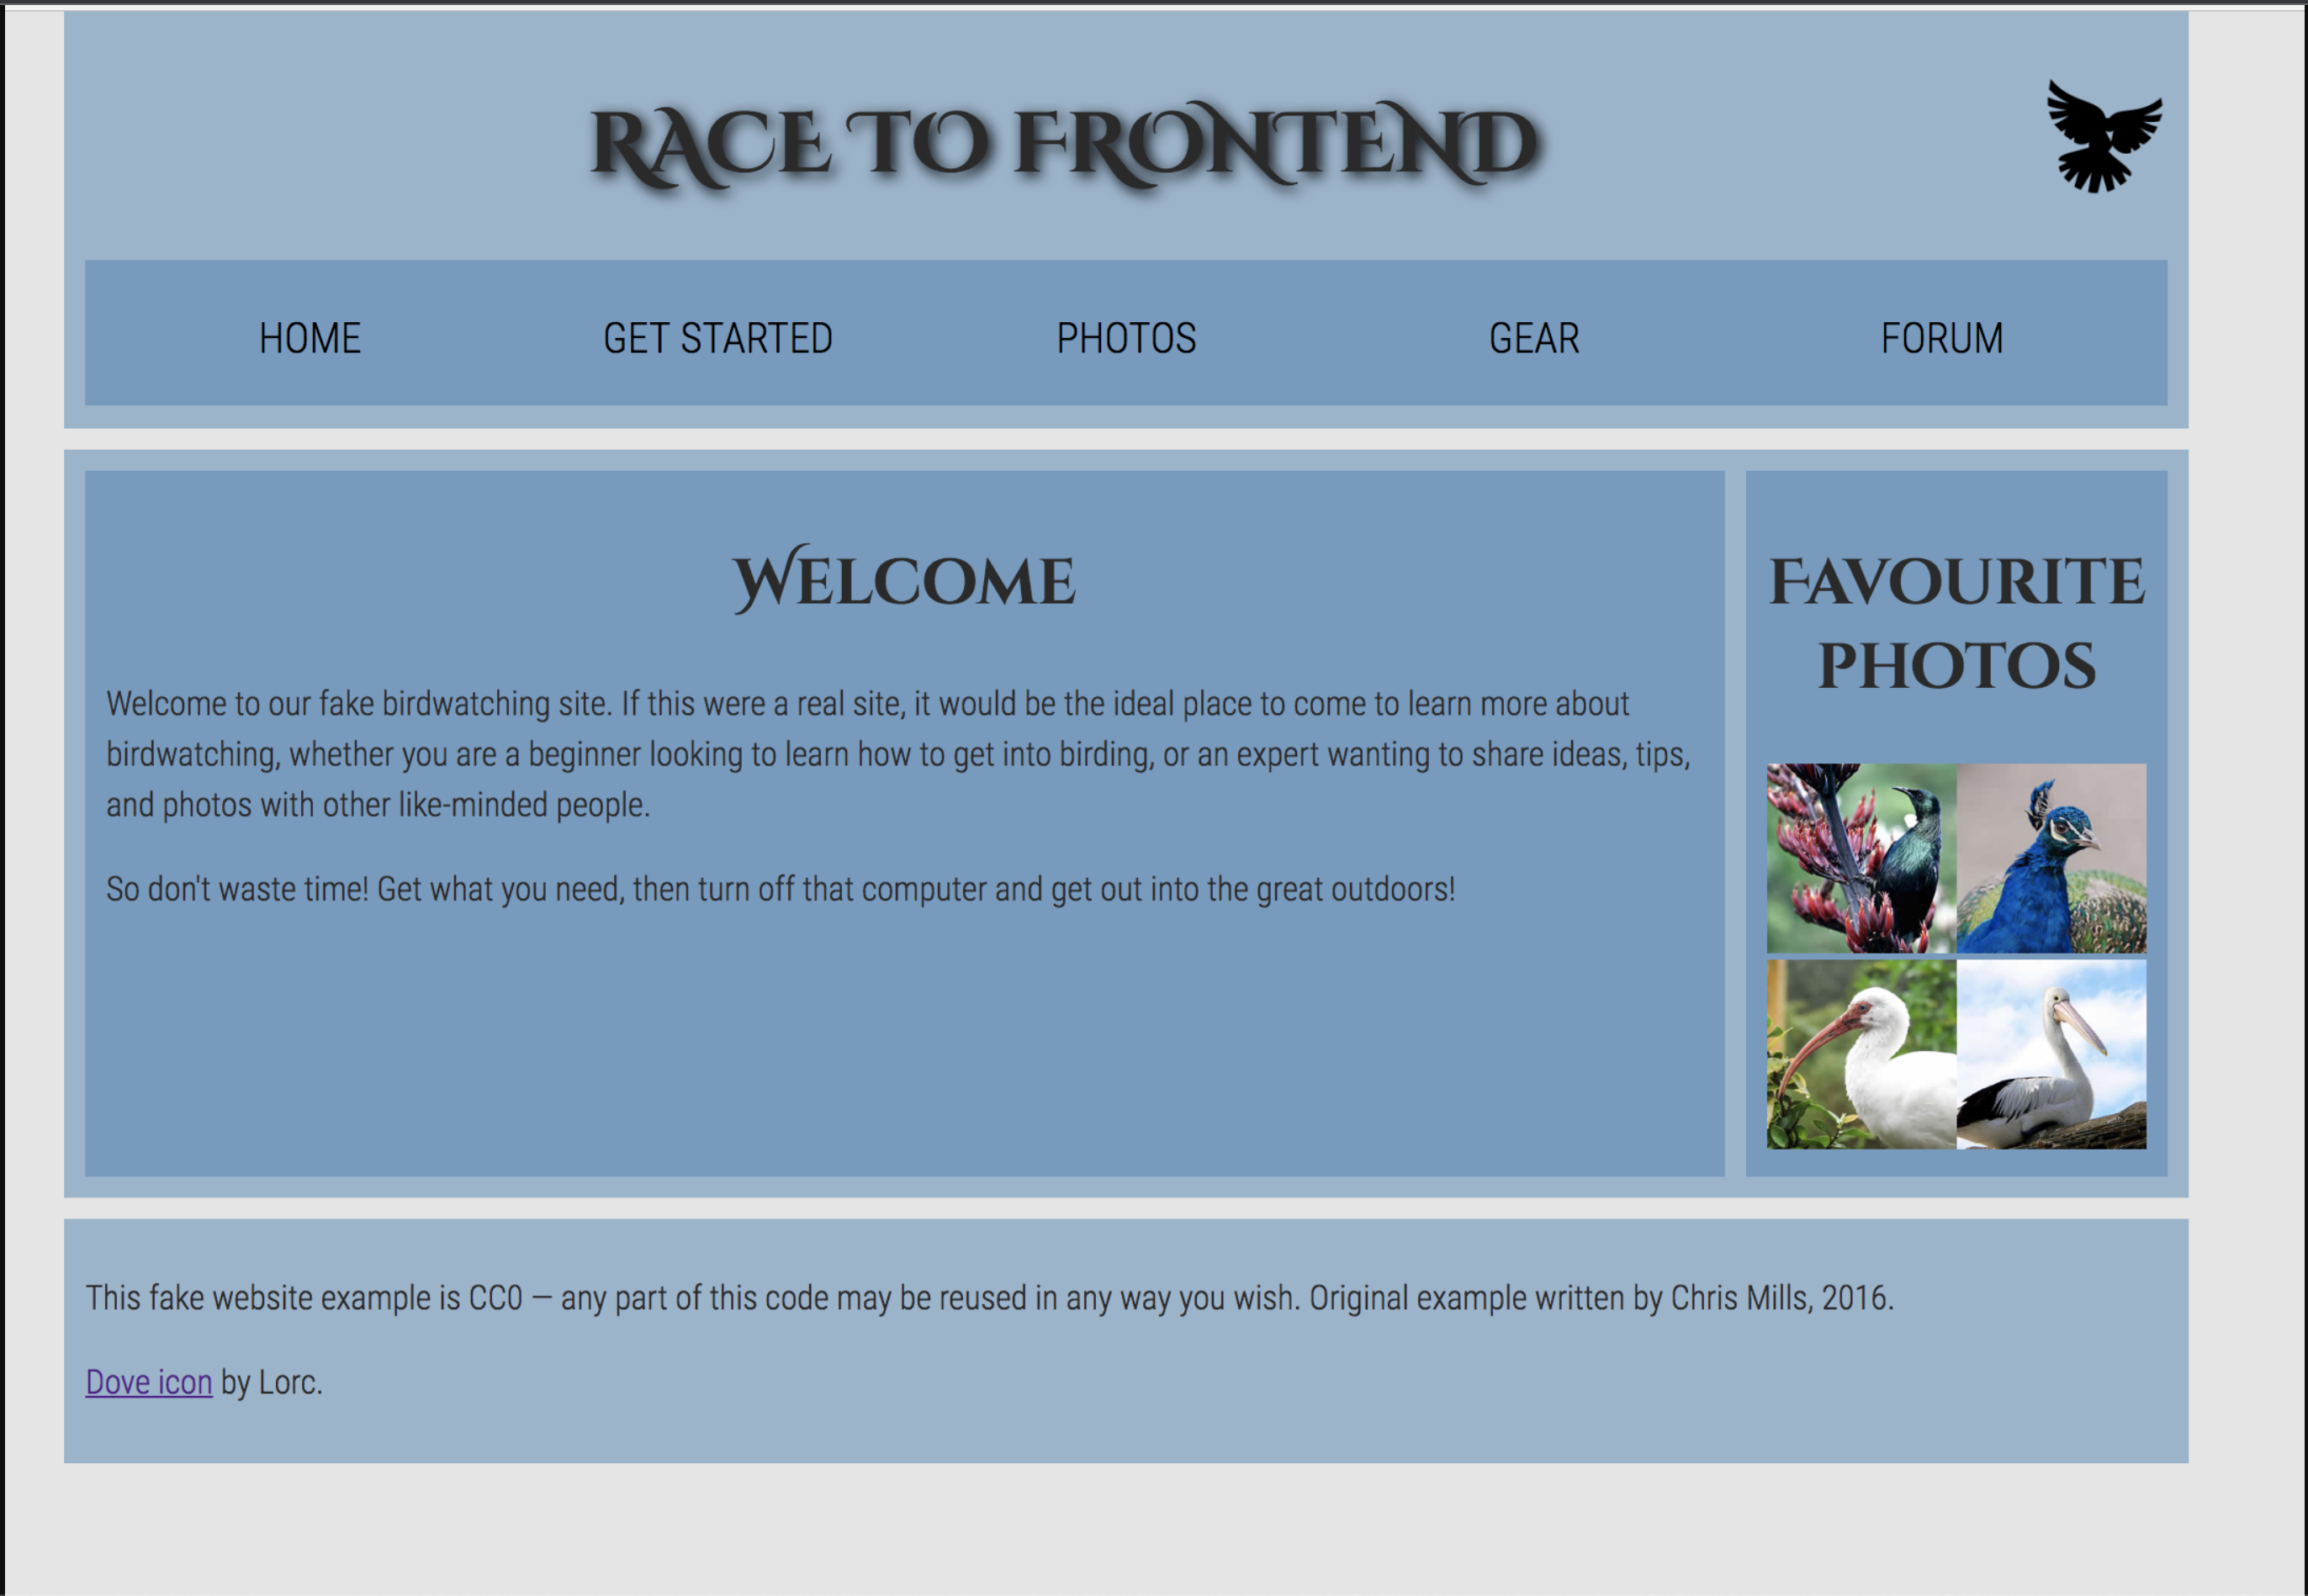 RACE TO FRONTEND
HOME GET STARTED PHOTOS GEAR FORUM
WELCOME
Welcome to our fake birdwatching site. If this were a real site, it would be the ideal place to come to learn more about
birdwatching, whether you are a beginner looking to learn how to get into birding, or an expert wanting to share ideas, tips,
and photos with other like-minded people.
So don't waste time! Get what you need, then turn off that computer and get out into the great outdoors!
FAVOURITE
PHOTOS
This fake website example is CC0 — any part of this code may be reused in any way you wish. Original example written by Chris Mills, 2016.
Dove icon by Lorc.